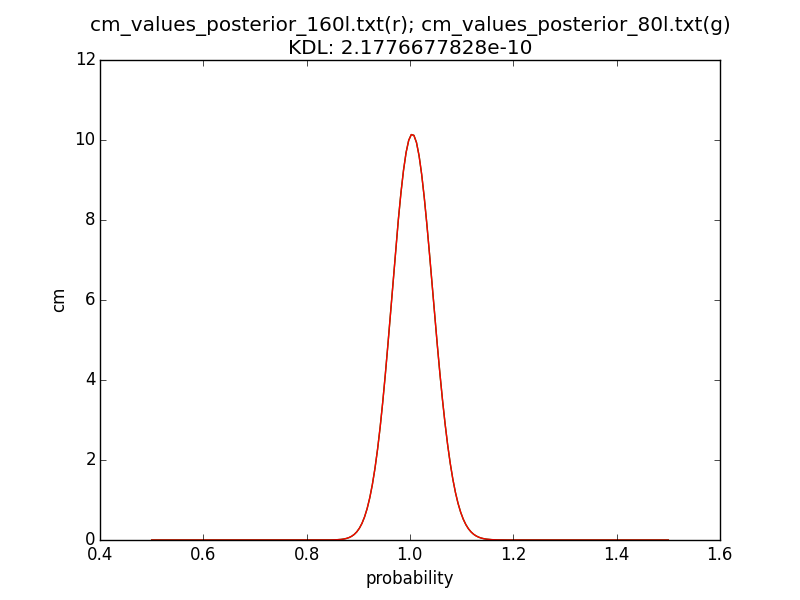 cm_values_posterior_160l.txt(r); cm_values_posterior_80l.txt(g)
KDL: 2.1776677828e-10
12
10
8
6
4
2
0
cm
0.4 0.6 0.8 1.0 1.2 1.4 1.6
probability